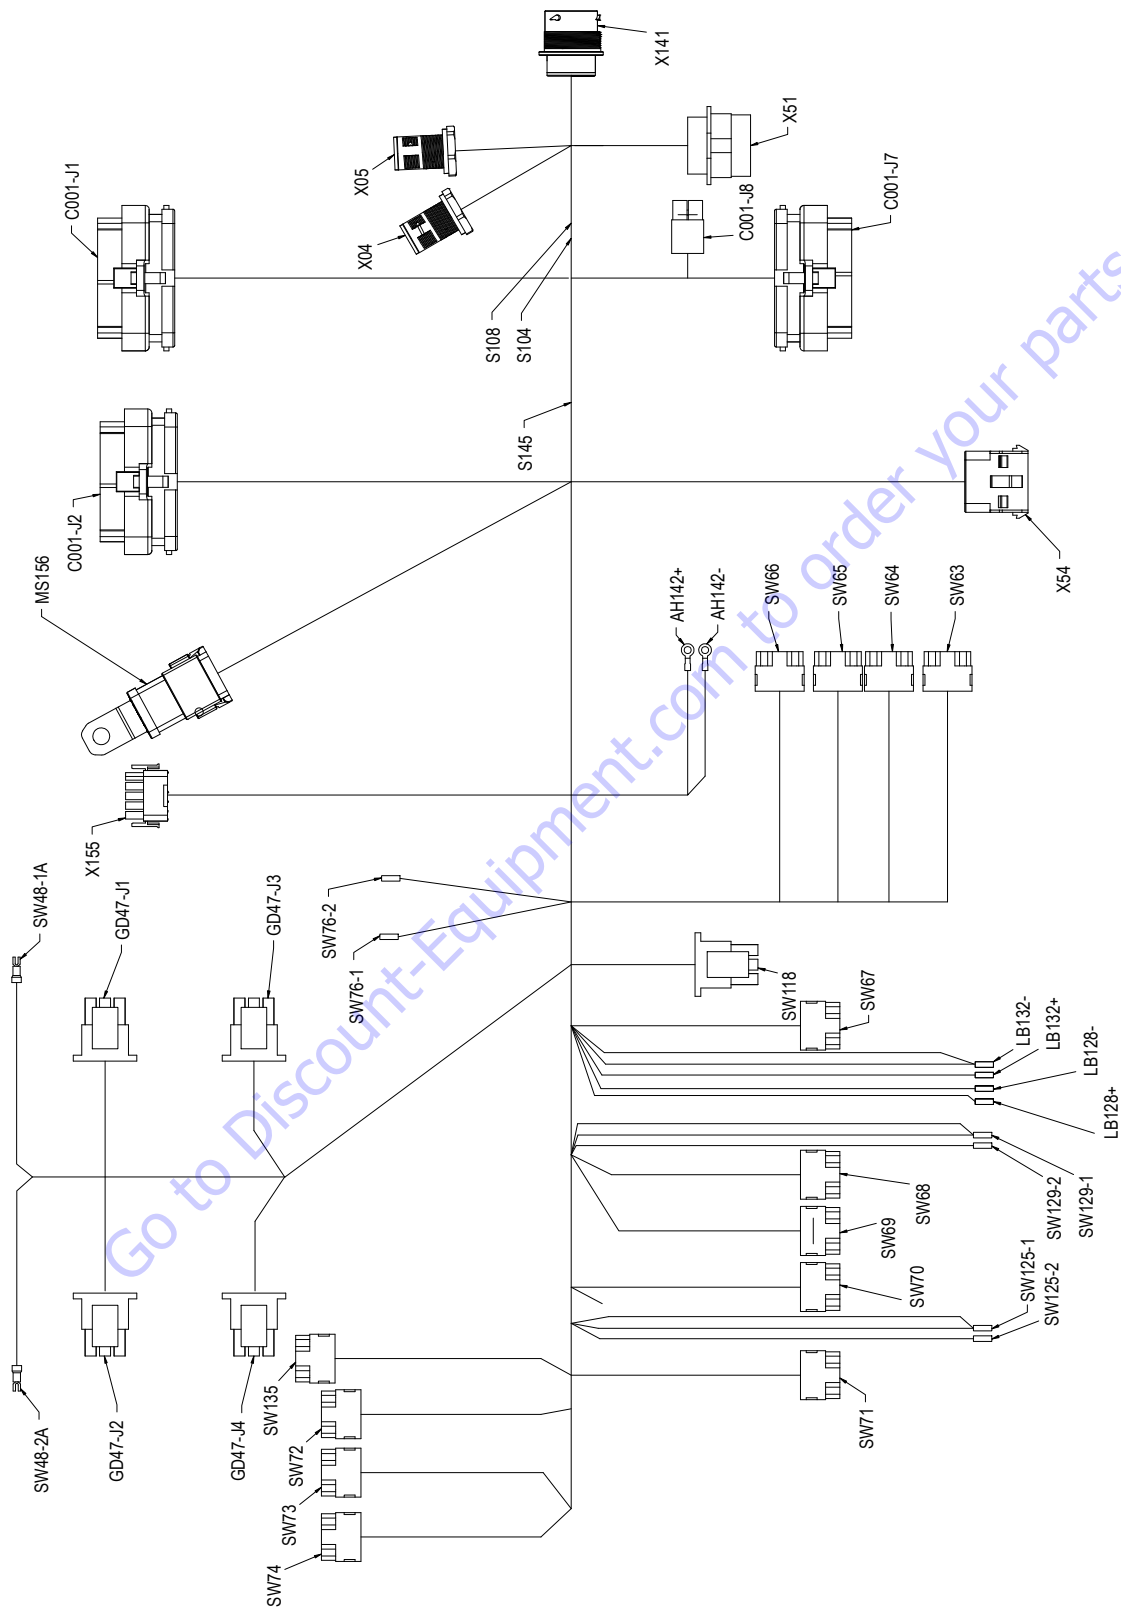 X141
X51
X05
X04
C001-J1
C001-J8
C001-J7
S108
S104
S145
C001-J2
MS156
X54
AH142+
AH142-
SW66
SW65
SW64
SW63
X155
SW48-1A
GD47-J1
GD47-J3
SW76-2
SW76-1
SW118
SW67
LB132-
LB132+
LB128-
LB128+
SW129-1
SW129-2
SW68
SW69
SW70
SW125-1
SW125-2
SW71
SW48-2A
GD47-J2
GD47-J4
SW135
SW72
SW73
SW74
Go to Discount-Equipment.com to order your parts